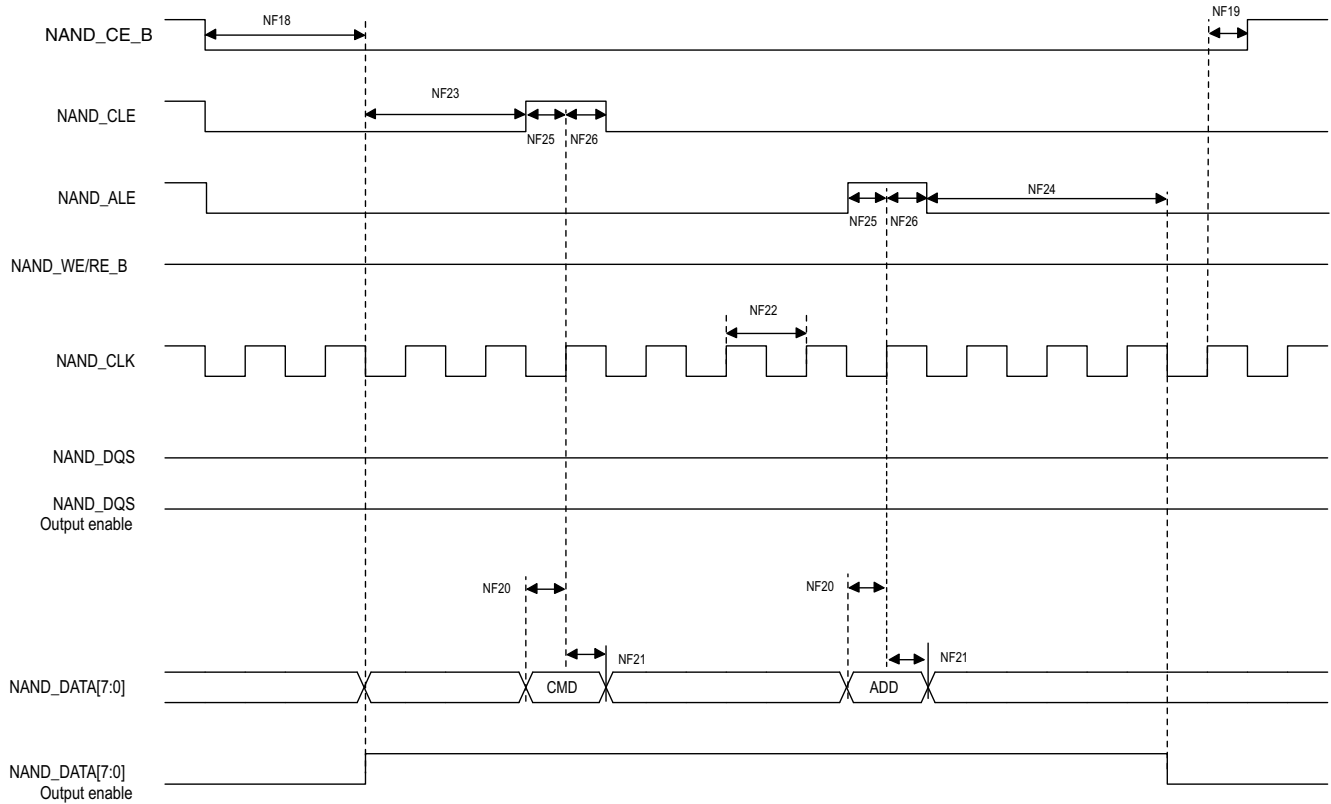 NF18
NF19
NAND_CE_B
NF23
NAND_CLE
NF25
NF26
NAND_ALE
NF24
NF25
NF26
NAND_WE/RE_B
NF22
NAND_CLK
NAND_DQS
NAND_DQS
Output enable
NF20
NF20
NF21
NF21
NAND_DATA[7:0]
CMD
ADD
NAND_DATA[7:0]
Output enable